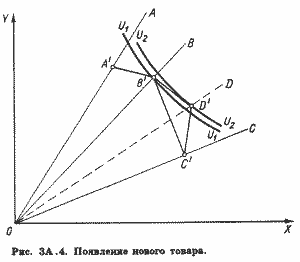 Y
A
U₁
U₂
B
A'
B'
D
D'
C
U₂
U₁
C'
0
X
Рис. 3А.4. Появление нового товара.